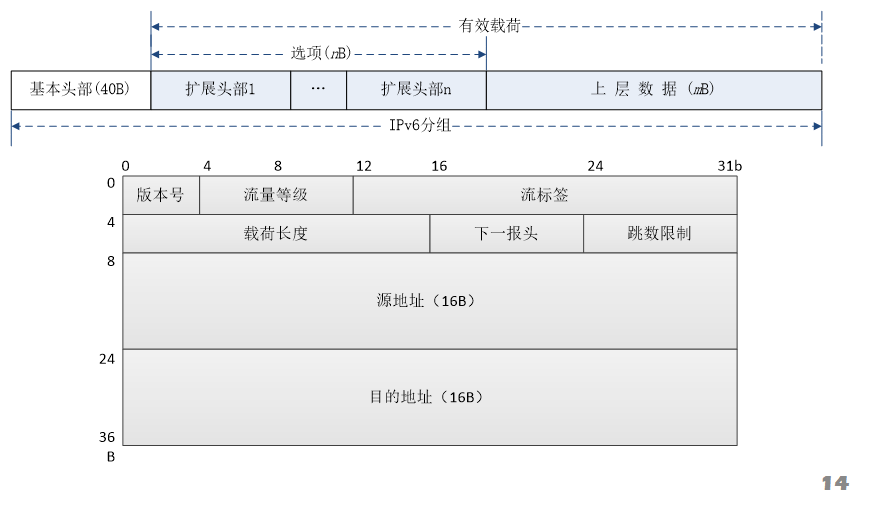 有效载荷
选项(nB)
基本头部(40B) 扩展头部1 … 扩展头部n 上 层 数 据 (mB)
IPv6分组
0 4 8 12 16 24 31b
0 版本号 流量等级 流标签
4 载荷长度 下一报头 跳数限制
8
源地址（16B）
24
目的地址（16B）
36
B
14